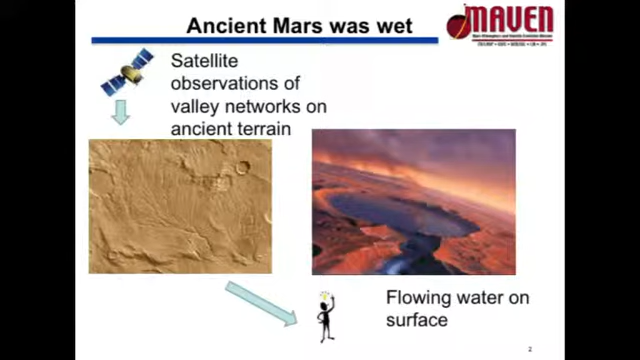 Ancient Mars was wet
MAVEN
Satellite
observations of
valley networks on
ancient terrain
Flowing water on
surface
2